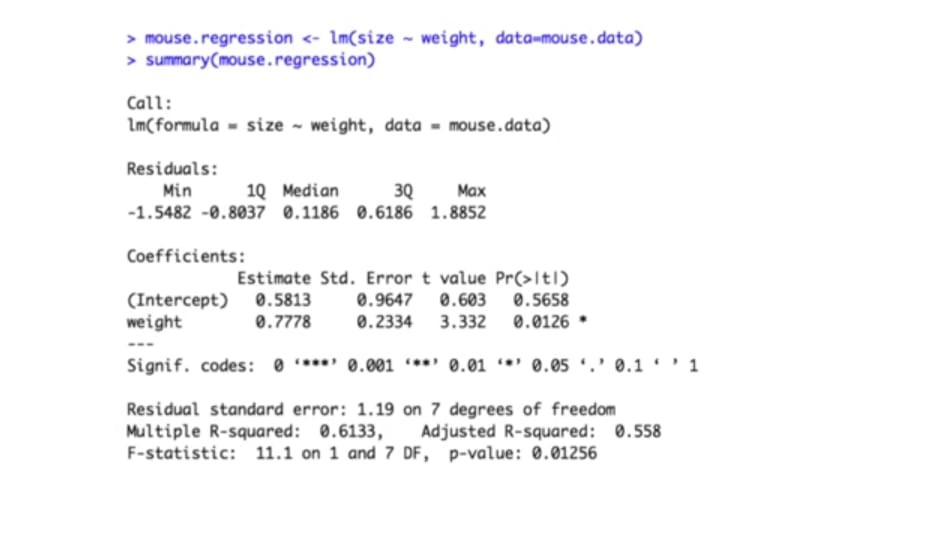 > mouse.regression <- lm(size ~ weight, data=mouse.data)
> summary(mouse.regression)
Call:
lm(formula = size ~ weight, data = mouse.data)
Residuals:
Min 1Q Median 3Q Max
-1.5482 -0.8037 0.1186 0.6186 1.8852
Coefficients:
Estimate Std. Error t value Pr(>|t|)
(Intercept) 0.5813 0.9647 0.603 0.5658
weight 0.7778 0.2334 3.332 0.0126 *
---
Signif. codes: 0 ‘***’ 0.001 ‘**’ 0.01 ‘*’ 0.05 ‘.’ 0.1 ‘ ’ 1
Residual standard error: 1.19 on 7 degrees of freedom
Multiple R-squared: 0.6133, Adjusted R-squared: 0.558
F-statistic: 11.1 on 1 and 7 DF, p-value: 0.01256